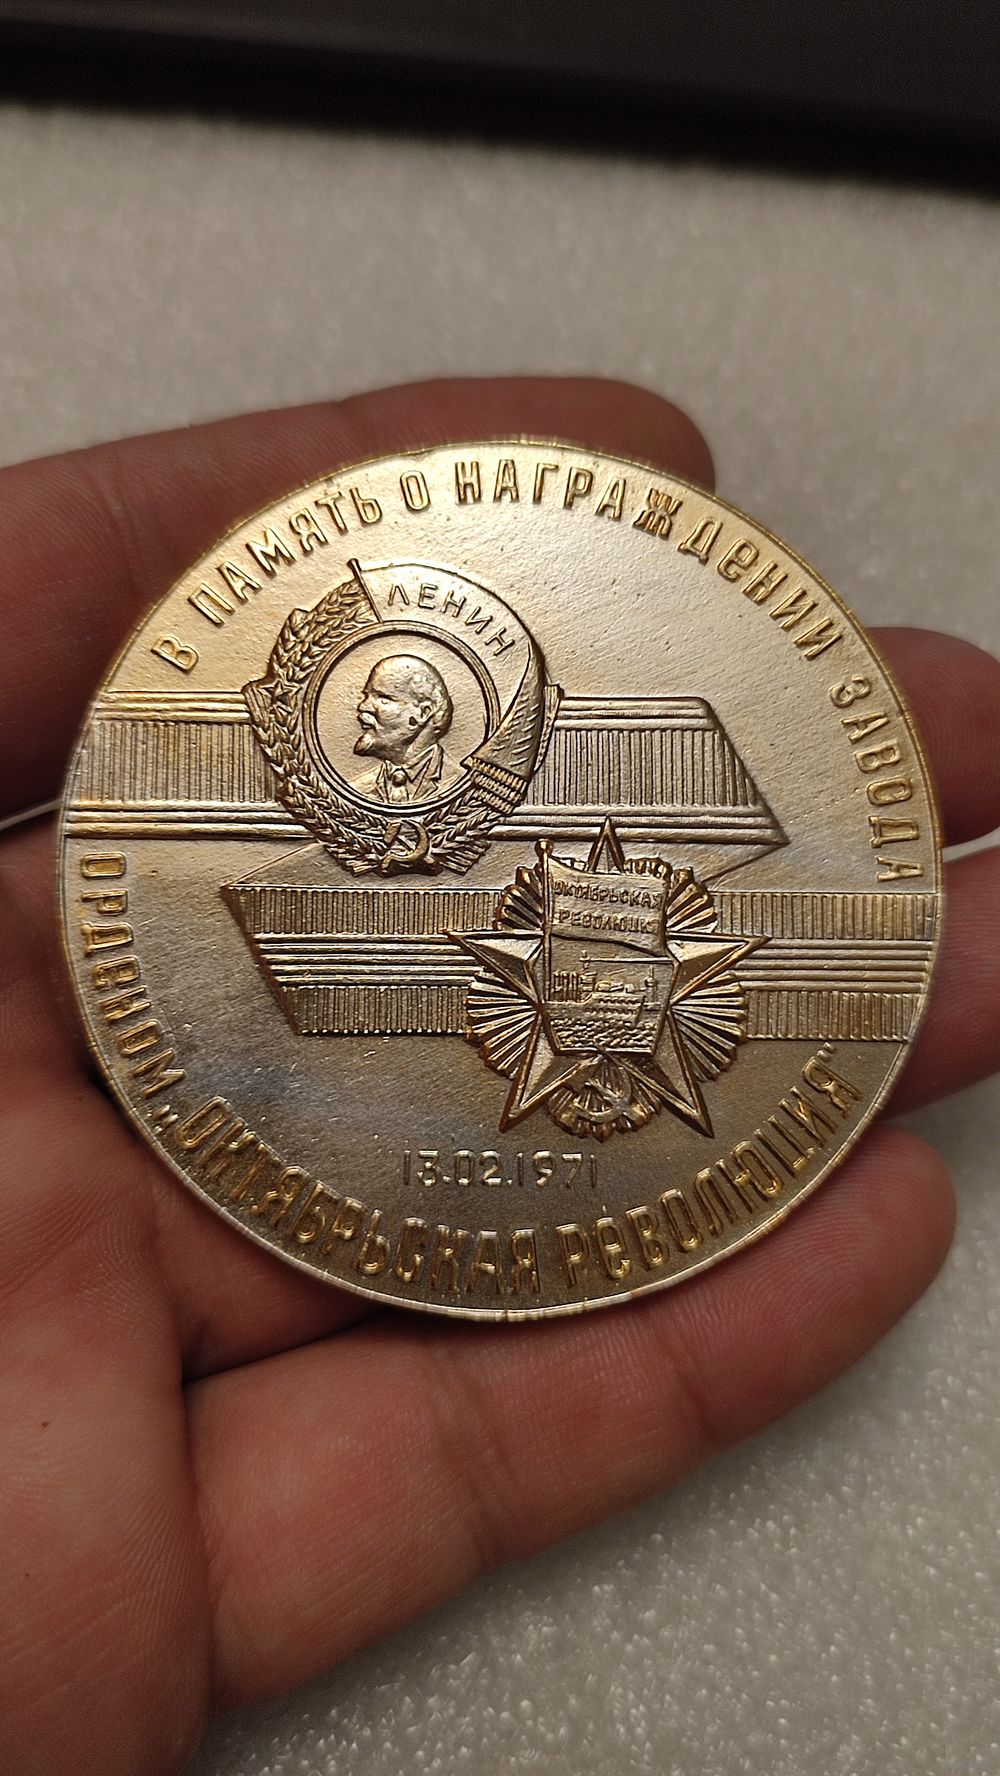 В ПАМЯТЬ О НАГРАЖДЕНИИ ЗАВОДА
ОРДЕНОМ „ОКТЯБРЬСКАЯ РЕВОЛЮЦИЯ"
ЛЕНИН
ОКТЯБРЬСКАЯ
РЕВОЛЮЦИЯ
13.02.1971